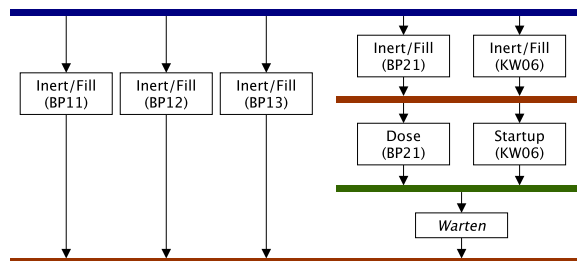 Inert/Fill
(BP21)
Inert/Fill
(KW06)
Inert/Fill
(BP11)
Inert/Fill
(BP12)
Inert/Fill
(BP13)
Dose
(BP21)
Startup
(KW06)
Warten